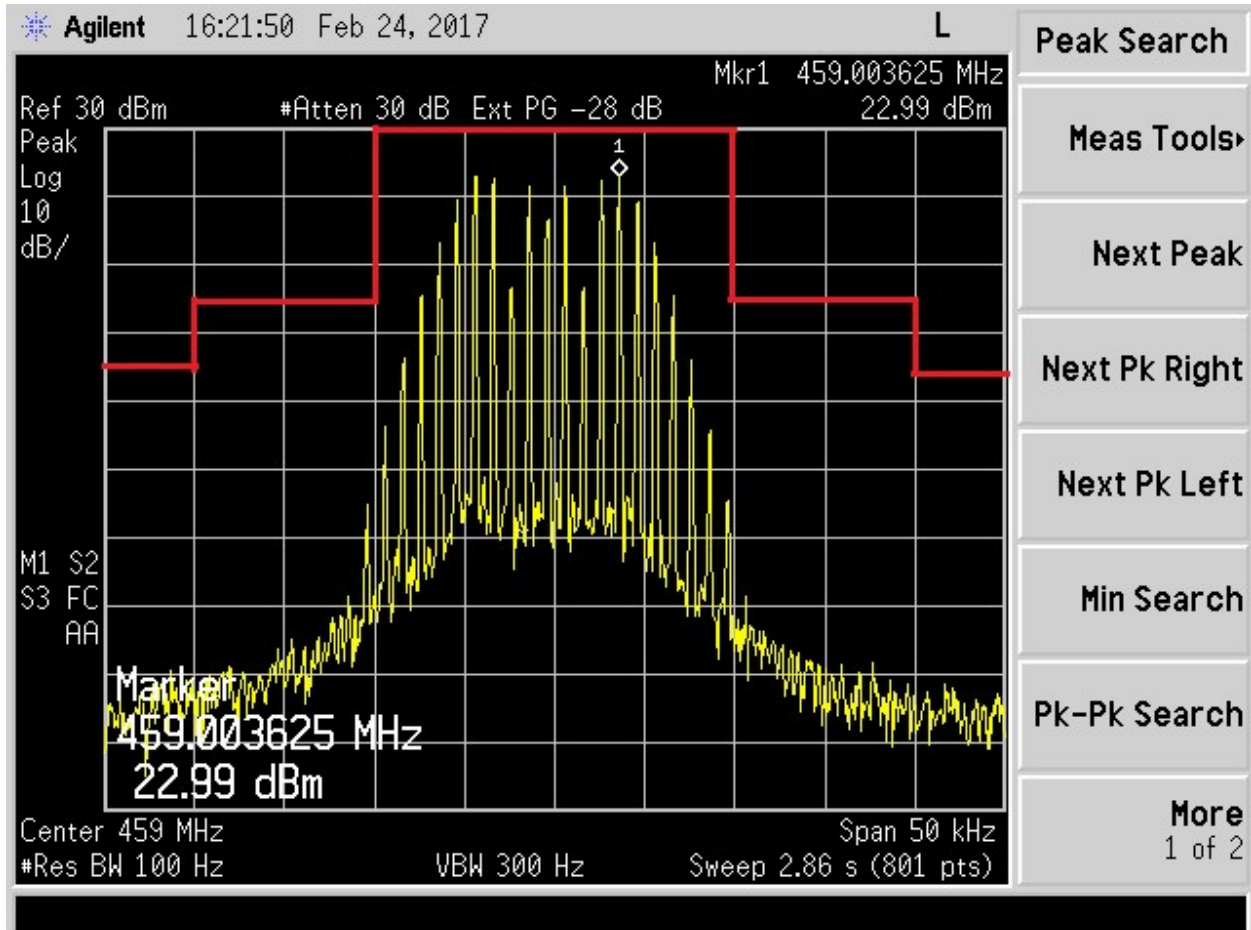 Agilent 16:21:50 Feb 24, 2017 L
Peak Search
Mkr1 459.003625 MHz
Ref 30 dBm #Atten 30 dB Ext PG -28 dB 22.99 dBm
Peak
Log
10
dB/
1
Meas Tools
Next Peak
Next Pk Right
Next Pk Left
M1 S2
S3 FC
AA
Min Search
Marker
459.003625 MHz
22.99 dBm
Pk-Pk Search
Center 459 MHz Span 50 kHz
#Res BW 100 Hz VBW 300 Hz Sweep 2.86 s (801 pts)
More
1 of 2